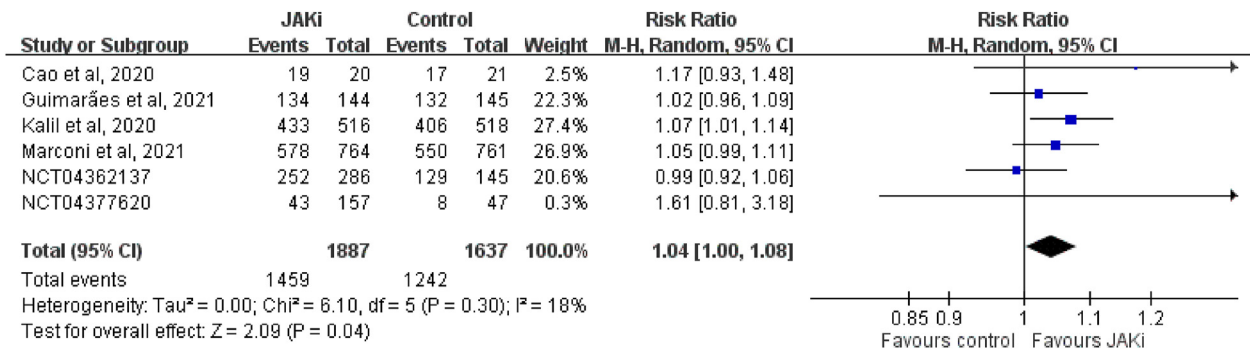 JAKi Control Risk Ratio Risk Ratio
Study or Subgroup Events Total Events Total Weight M-H, Random, 95% CI M-H, Random, 95% CI
Cao et al, 2020 19 20 17 21 2.5% 1.17 [0.93, 1.48]
Guimarães et al, 2021 134 144 132 145 22.3% 1.02 [0.96, 1.09]
Kalil et al, 2020 433 516 406 518 27.4% 1.07 [1.01, 1.14]
Marconi et al, 2021 578 764 550 761 26.9% 1.05 [0.99, 1.11]
NCT04362137 252 286 129 145 20.6% 0.99 [0.92, 1.06]
NCT04377620 43 157 8 47 0.3% 1.61 [0.81, 3.18]
Total (95% CI) 1887 1637 100.0% 1.04 [1.00, 1.08]
Total events 1459 1242
Heterogeneity: Tau² = 0.00; Chi² = 6.10, df = 5 (P = 0.30); I² = 18%
Test for overall effect: Z = 2.09 (P = 0.04)
0.85 0.9 1 1.1 1.2
Favours control Favours JAKi